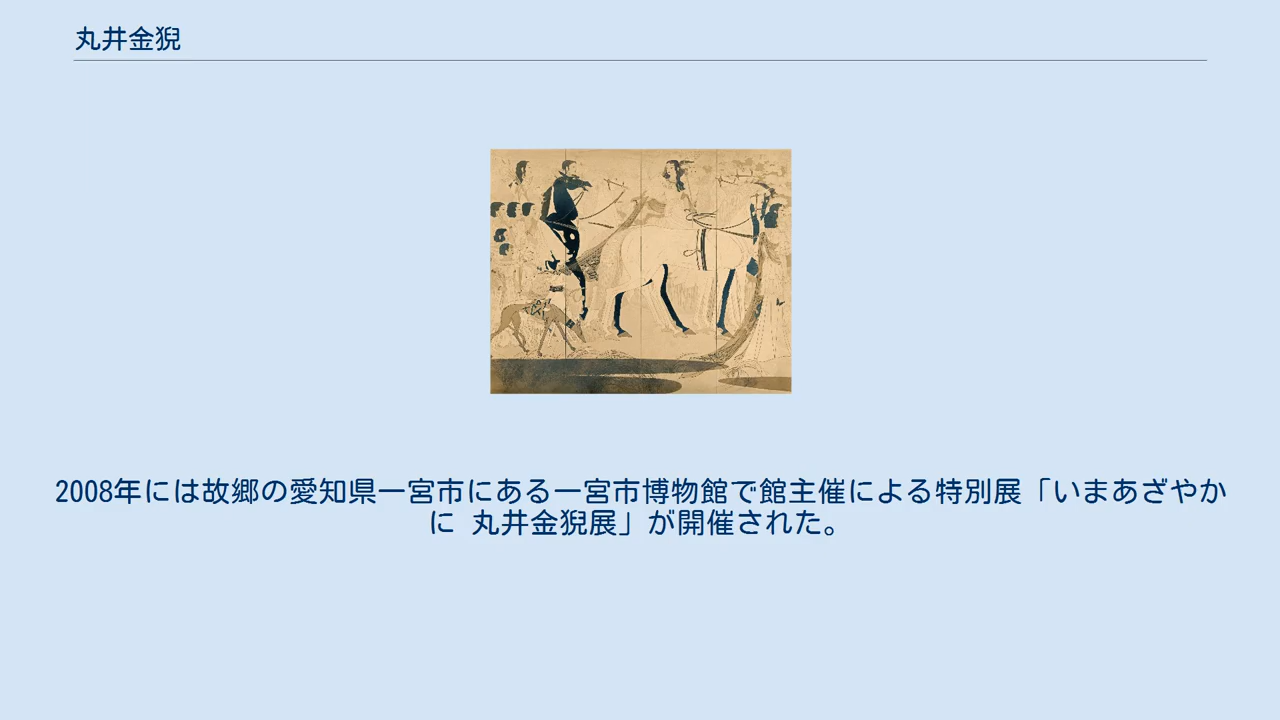 丸井金猊
2008年には故郷の愛知県一宮市にある一宮市博物館で館主催による特別展「いまあざやか
に 丸井金猊展」が開催された。